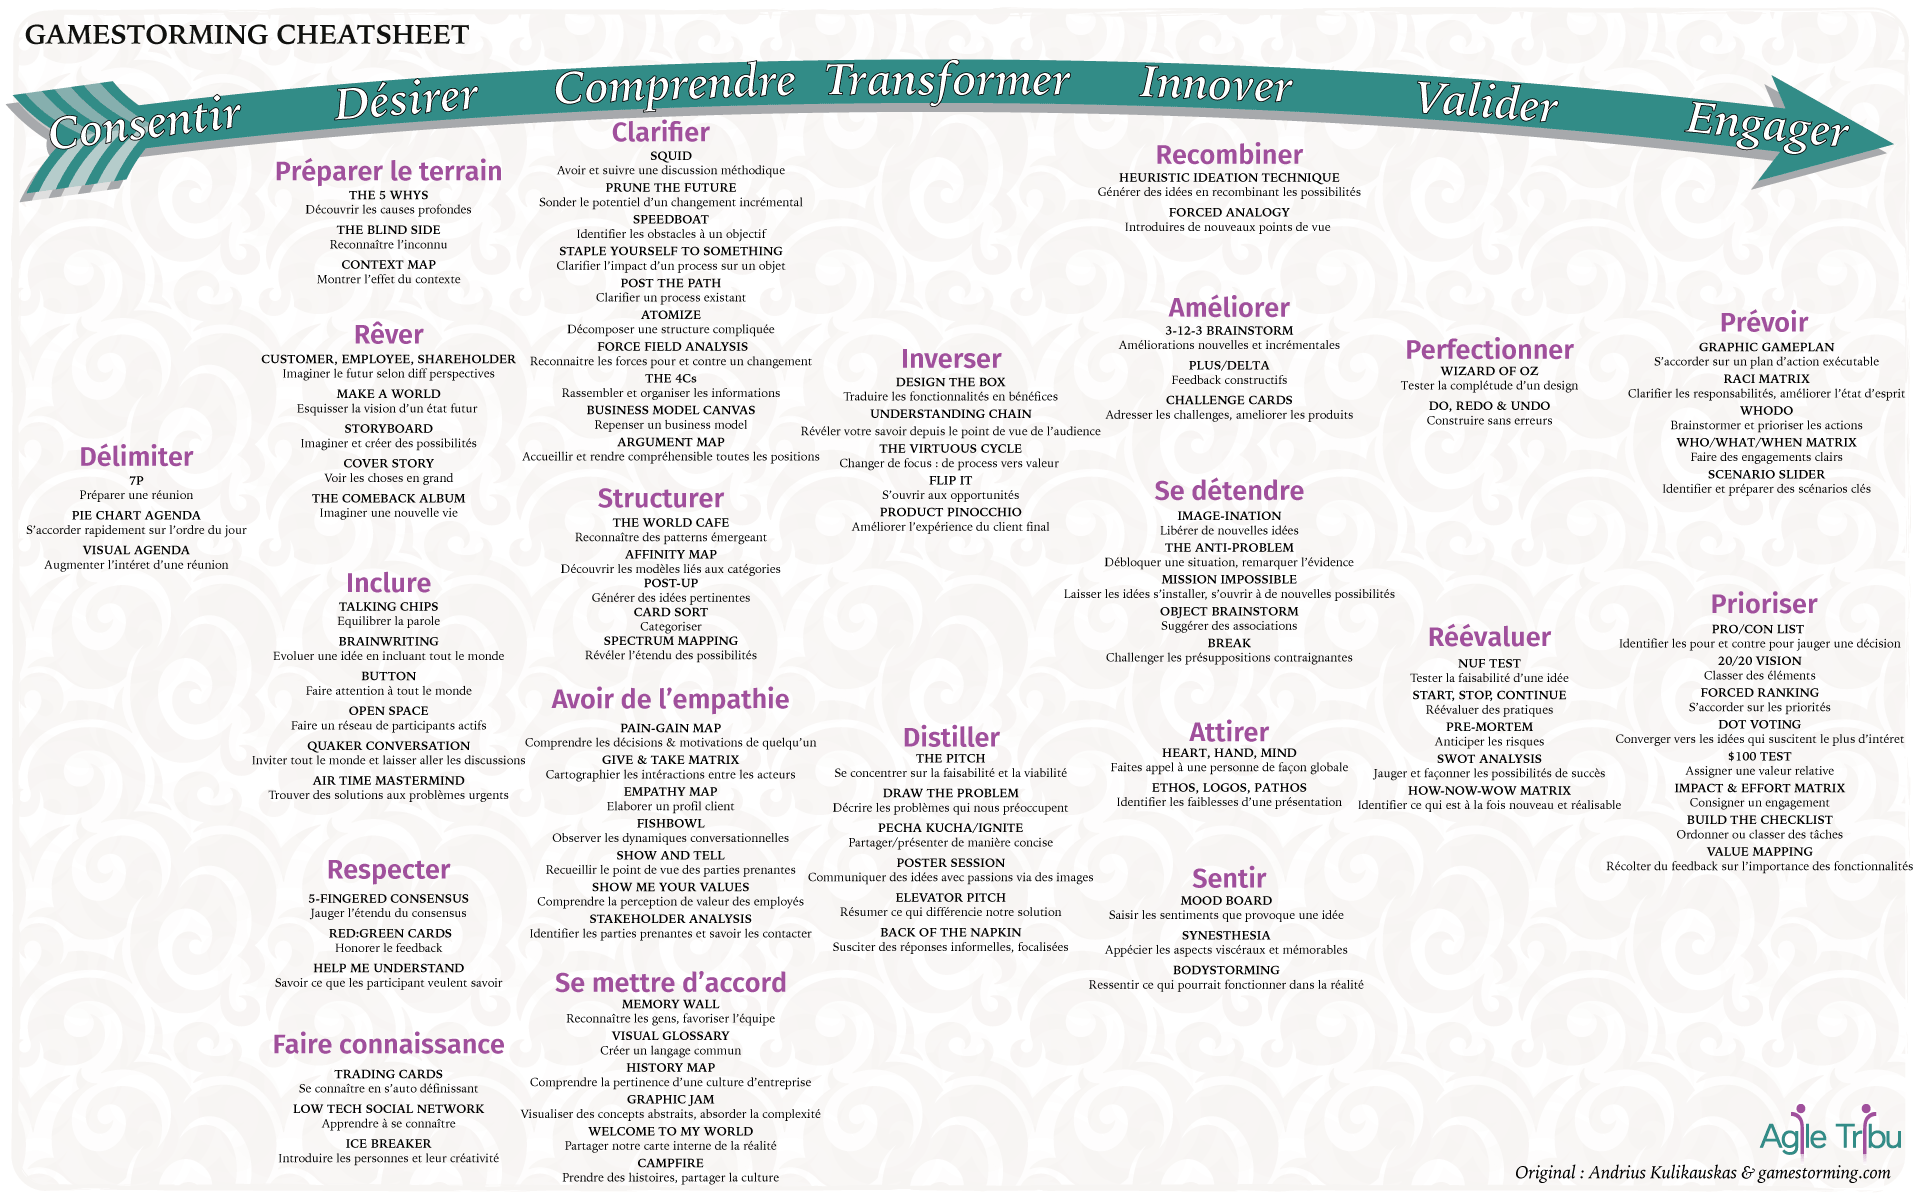 GAMESTORMING CHEATSHEET
Consentir
Désirer
Comprendre
Transformer
Innover
Valider
Engager
Délimiter
7P
Préparer une réunion
PIE CHART AGENDA
S'accorder rapidement sur l'ordre du jour
VISUAL AGENDA
Augmenter l'intéret d'une réunion
Préparer le terrain
THE 5 WHYS
Découvrir les causes profondes
THE BLIND SIDE
Reconnaître l'inconnu
CONTEXT MAP
Montrer l'effet du contexte
Rêver
CUSTOMER, EMPLOYEE, SHAREHOLDER
Imaginer le futur selon diff perspectives
MAKE A WORLD
Esquisser la vision d'un état futur
STORYBOARD
Imaginer et créer des possibilités
COVER STORY
Voir les choses en grand
THE COMEBACK ALBUM
Imaginer une nouvelle vie
Inclure
TALKING CHIPS
Equilibrer la parole
BRAINWRITING
Evoluer une idée en incluant tout le monde
BUTTON
Faire attention à tout le monde
OPEN SPACE
Faire un réseau de participants actifs
QUAKER CONVERSATION
Inviter tout le monde et laisser aller les discussions
AIR TIME MASTERMIND
Trouver des solutions aux problèmes urgents
Respecter
5-FINGERED CONSENSUS
Jauger l'étendu du consensus
RED:GREEN CARDS
Honorer le feedback
HELP ME UNDERSTAND
Savoir ce que les participant veulent savoir
Faire connaissance
TRADING CARDS
Se connaître en s'auto définissant
LOW TECH SOCIAL NETWORK
Apprendre à se connaître
ICE BREAKER
Introduire les personnes et leur créativité
Clarifier
SQUID
Avoir et suivre une discussion méthodique
PRUNE THE FUTURE
Sonder le potentiel d'un changement incrémental
SPEEDBOAT
Identifier les obstacles à un objectif
STAPLE YOURSELF TO SOMETHING
Clarifier l'impact d'un process sur un objet
POST THE PATH
Clarifier un process existant
ATOMIZE
Décomposer une structure compliquée
FORCE FIELD ANALYSIS
Reconnaitre les forces pour et contre un changement
THE 4Cs
Rassembler et organiser les informations
BUSINESS MODEL CANVAS
Repenser un business model
ARGUMENT MAP
Accueillir et rendre compréhensible toutes les positions
Structurer
THE WORLD CAFE
Reconnaître des patterns émergeant
AFFINITY MAP
Découvrir les modèles liés aux catégories
POST-UP
Générer des idées pertinentes
CARD SORT
Categoriser
SPECTRUM MAPPING
Révéler l'étendu des possibilités
Avoir de l'empathie
PAIN-GAIN MAP
Comprendre les décisions & motivations de quelqu'un
GIVE & TAKE MATRIX
Cartographier les intéractions entre les acteurs
EMPATHY MAP
Elaborer un profil client
FISHBOWL
Observer les dynamiques conversationnelles
SHOW AND TELL
Recueillir le point de vue des parties prenantes
SHOW ME YOUR VALUES
Comprendre la perception de valeur des employés
STAKEHOLDER ANALYSIS
Identifier les parties prenantes et savoir les contacter
Se mettre d'accord
MEMORY WALL
Reconnaître les gens, favoriser l'équipe
VISUAL GLOSSARY
Créer un langage commun
HISTORY MAP
Comprendre la pertinence d'une culture d'entreprise
GRAPHIC JAM
Visualiser des concepts abstraits, absorder la complexité
WELCOME TO MY WORLD
Partager notre carte interne de la réalité
CAMPFIRE
Prendre des histoires, partager la culture
Inverser
DESIGN THE BOX
Traduire les fonctionnalités en bénéfices
UNDERSTANDING CHAIN
Révéler votre savoir depuis le point de vue de l'audience
THE VIRTUOUS CYCLE
Changer de focus : de process vers valeur
FLIP IT
S'ouvrir aux opportunités
PRODUCT PINOCCHIO
Améliorer l'expérience du client final
Distiller
THE PITCH
Se concentrer sur la faisabilité et la viabilité
DRAW THE PROBLEM
Décrire les problèmes qui nous préoccupent
PECHA KUCHA/IGNITE
Partager/présenter de manière concise
POSTER SESSION
Communiquer des idées avec passions via des images
ELEVATOR PITCH
Résumer ce qui différencie notre solution
BACK OF THE NAPKIN
Susciter des réponses informelles, focalisées
Recombiner
HEURISTIC IDEATION TECHNIQUE
Générer des idées en recombinant les possibilités
FORCED ANALOGY
Introduires de nouveaux points de vue
Améliorer
3-12-3 BRAINSTORM
Améliorations nouvelles et incrémentales
PLUS/DELTA
Feedback constructifs
CHALLENGE CARDS
Adresser les challenges, ameliorer les produits
Se détendre
IMAGE-INATION
Libérer de nouvelles idées
THE ANTI-PROBLEM
Débloquer une situation, remarquer l'évidence
MISSION IMPOSSIBLE
Laisser les idées s'installer, s'ouvrir à de nouvelles possibilités
OBJECT BRAINSTORM
Suggérer des associations
BREAK
Challenger les présuppositions contraignantes
Attirer
HEART, HAND, MIND
Faites appel à une personne de façon globale
ETHOS, LOGOS, PATHOS
Identifier les faiblesses d'une présentation
Sentir
MOOD BOARD
Saisir les sentiments que provoque une idée
SYNESTHESIA
Appécier les aspects viscéraux et mémorables
BODYSTORMING
Ressentir ce qui pourrait fonctionner dans la réalité
Perfectionner
WIZARD OF OZ
Tester la complétude d'un design
DO, REDO & UNDO
Construire sans erreurs
Réévaluer
NUF TEST
Tester la faisabilité d'une idée
START, STOP, CONTINUE
Réévaluer des pratiques
PRE-MORTEM
Anticiper les risques
SWOT ANALYSIS
Jauger et façonner les possibilités de succès
HOW-NOW-WOW MATRIX
Identifier ce qui est à la fois nouveau et réalisable
Prévoir
GRAPHIC GAMEPLAN
S'accorder sur un plan d'action exécutable
RACI MATRIX
Clarifier les responsabilités, améliorer l'état d'esprit
WHODO
Brainstormer et prioriser les actions
WHO/WHAT/WHEN MATRIX
Faire des engagements clairs
SCENARIO SLIDER
Identifier et préparer des scénarios clés
Prioriser
PRO/CON LIST
Identifier les pour et contre pour jauger une décision
20/20 VISION
Classer des éléments
FORCED RANKING
S'accorder sur les priorités
DOT VOTING
Converger vers les idées qui suscitent le plus d'intéret
$100 TEST
Assigner une valeur relative
IMPACT & EFFORT MATRIX
Consigner un engagement
BUILD THE CHECKLIST
Ordonner ou classer des tâches
VALUE MAPPING
Récolter du feedback sur l'importance des fonctionnalités
Agile Tribu
Original : Andrius Kulikauskas & gamestorming.com